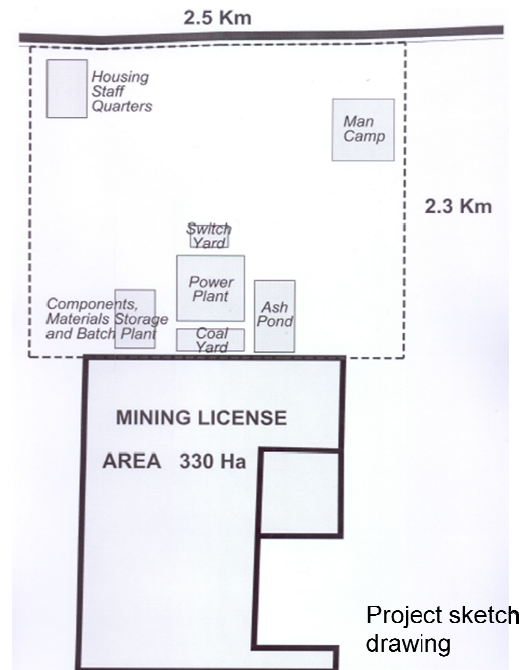 2.5 Km
Housing
Staff
Quarters
Man
Camp
2.3 Km
Switch
Yard
Power
Plant
Components,
Materials Storage
and Batch Plant
Ash
Pond
Coal
Yard
MINING LICENSE
AREA 330 Ha
Project sketch
drawing